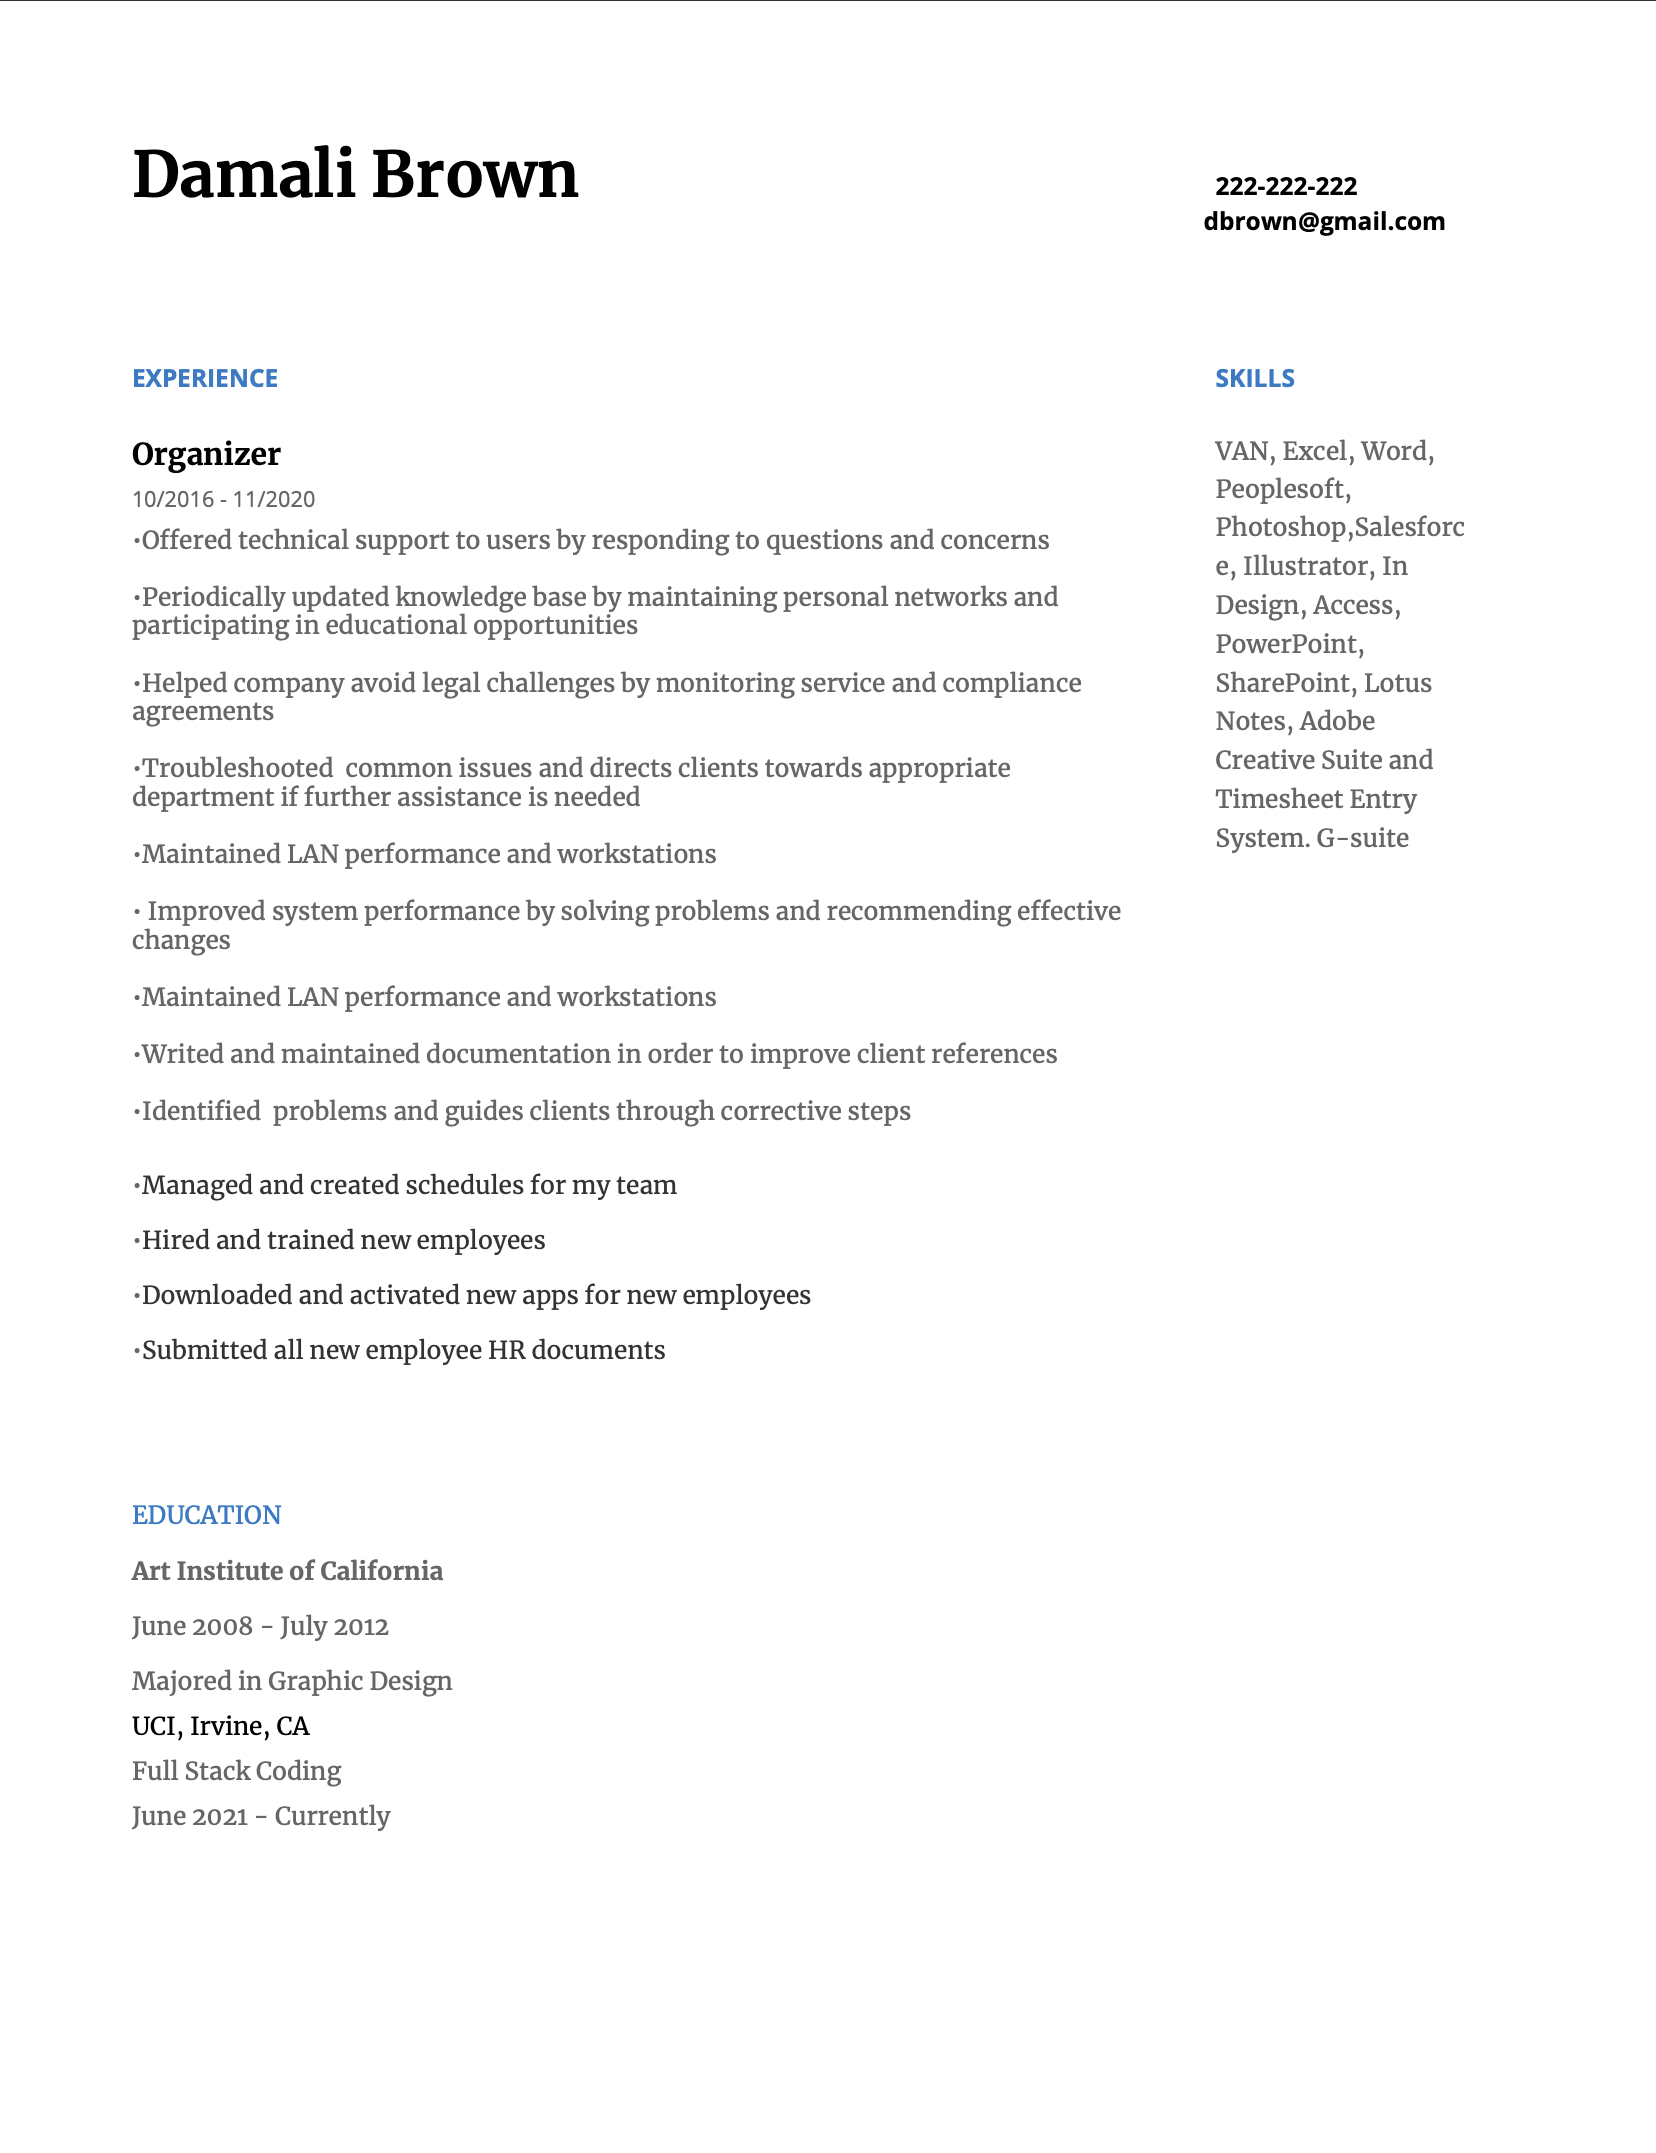 Damali Brown
222-222-222
dbrown@gmail.com
EXPERIENCE
Organizer
10/2016 - 11/2020
•Offered technical support to users by responding to questions and concerns
•Periodically updated knowledge base by maintaining personal networks and
participating in educational opportunities
•Helped company avoid legal challenges by monitoring service and compliance
agreements
•Troubleshooted  common issues and directs clients towards appropriate
department if further assistance is needed
•Maintained LAN performance and workstations
• Improved system performance by solving problems and recommending effective
changes
•Maintained LAN performance and workstations
•Writed and maintained documentation in order to improve client references
•Identified  problems and guides clients through corrective steps
•Managed and created schedules for my team
•Hired and trained new employees
•Downloaded and activated new apps for new employees
•Submitted all new employee HR documents
EDUCATION
Art Institute of California
June 2008 - July 2012
Majored in Graphic Design
UCI, Irvine, CA
Full Stack Coding
June 2021 - Currently
SKILLS
VAN, Excel, Word,
Peoplesoft,
Photoshop,Salesforc
e, Illustrator, In
Design, Access,
PowerPoint,
SharePoint, Lotus
Notes, Adobe
Creative Suite and
Timesheet Entry
System. G-suite